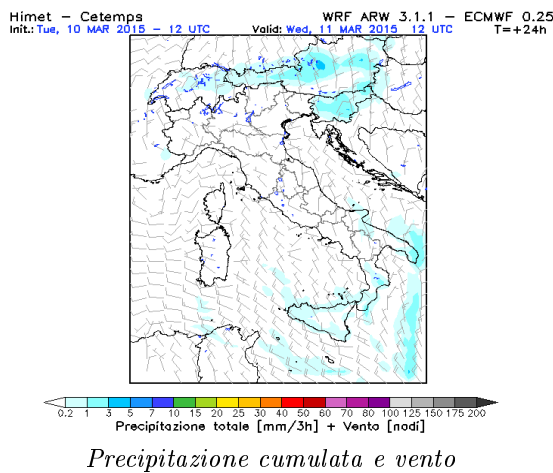 Himet – Cetemps WRF ARW 3.1.1 – ECMWF 0.25
Init.: Tue, 10 MAR 2015 – 12 UTC Valid: Wed, 11 MAR 2015 12 UTC T=+24h
0.2 1 3 5 7 10 15 20 25 30 40 50 60 70 80 100 125 150 175 200
Precipitazione totale [mm/3h] + Vento [nodi]
Precipitazione cumulata e vento